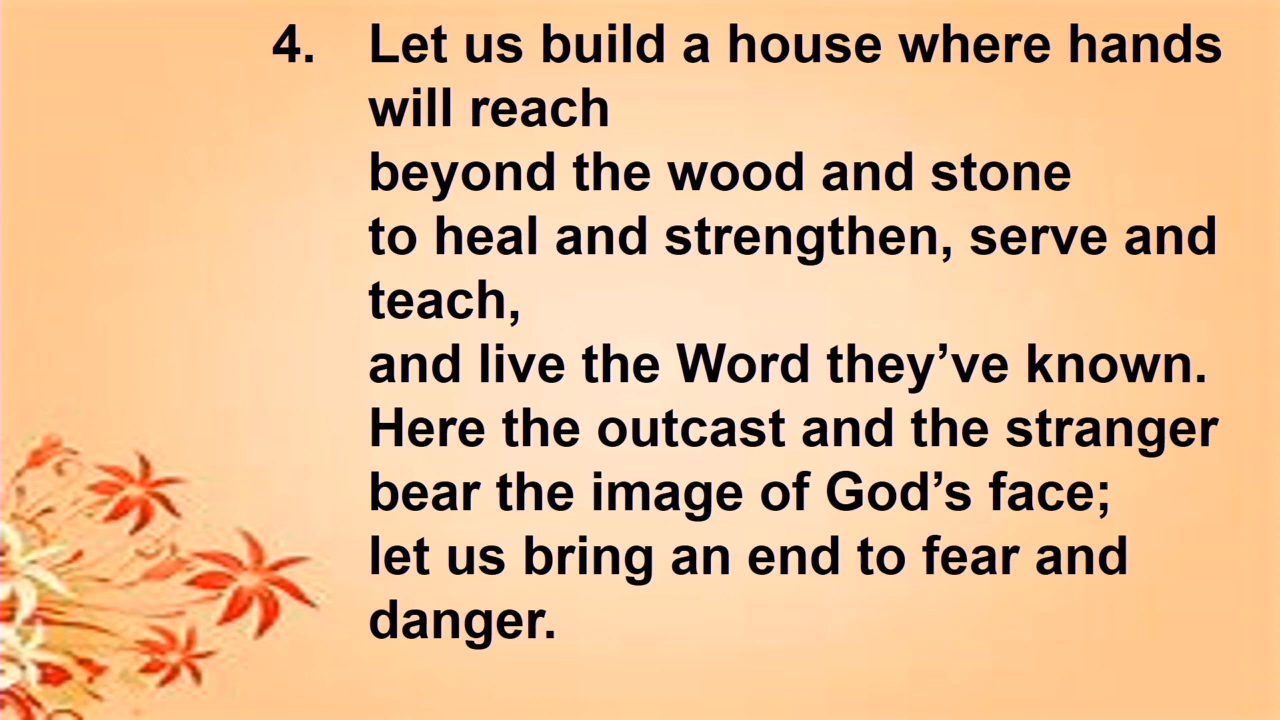 4. Let us build a house where hands
will reach
beyond the wood and stone
to heal and strengthen, serve and
teach,
and live the Word they’ve known.
Here the outcast and the stranger
bear the image of God’s face;
let us bring an end to fear and
danger.